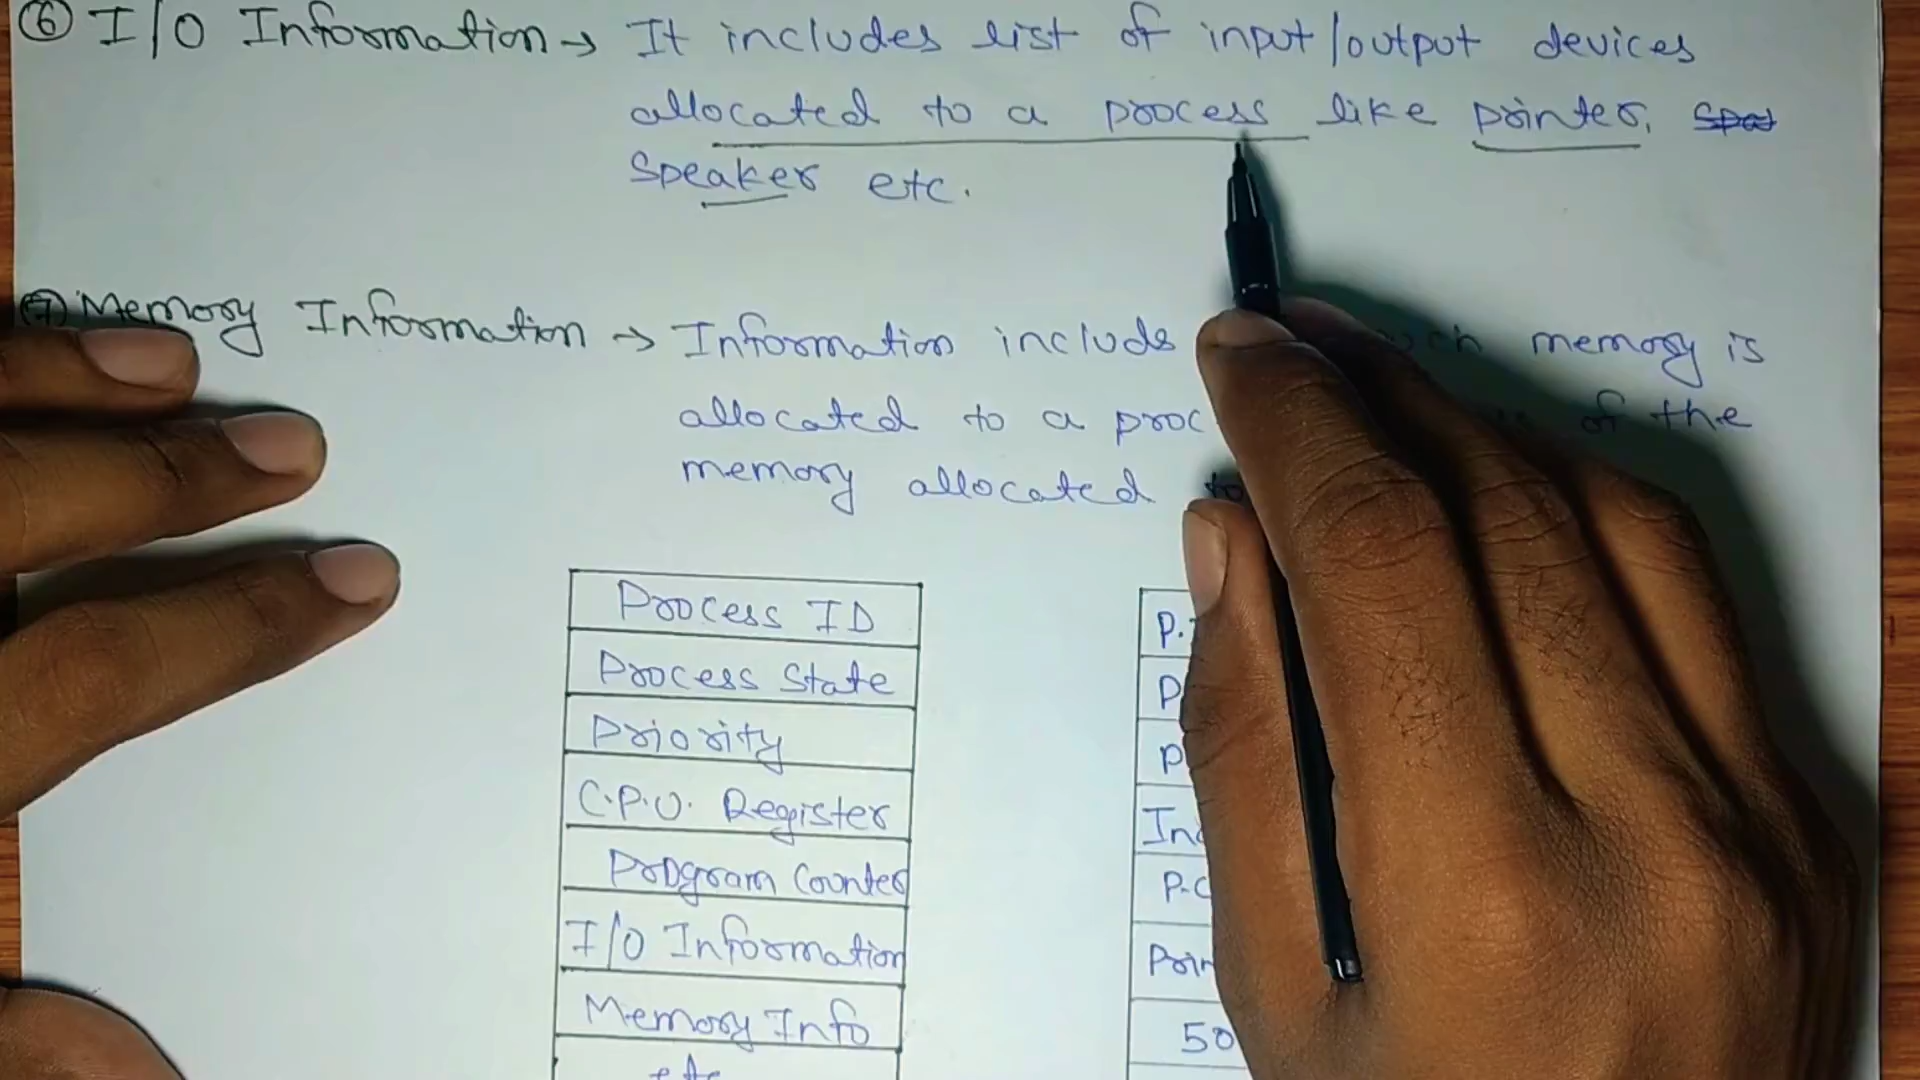 ⑥ I/O Information → It includes list of input/output devices
allocated to a process like printer,
Speaker etc.
⑦ Memory Information → Information include memory is
allocated to a of the
memory allocated
Process ID
Process State
Priority
C.P.U. Register
Program Counter
I/O Information
Memory Info
etc
P.
P
P
In
P.C
Prin
50